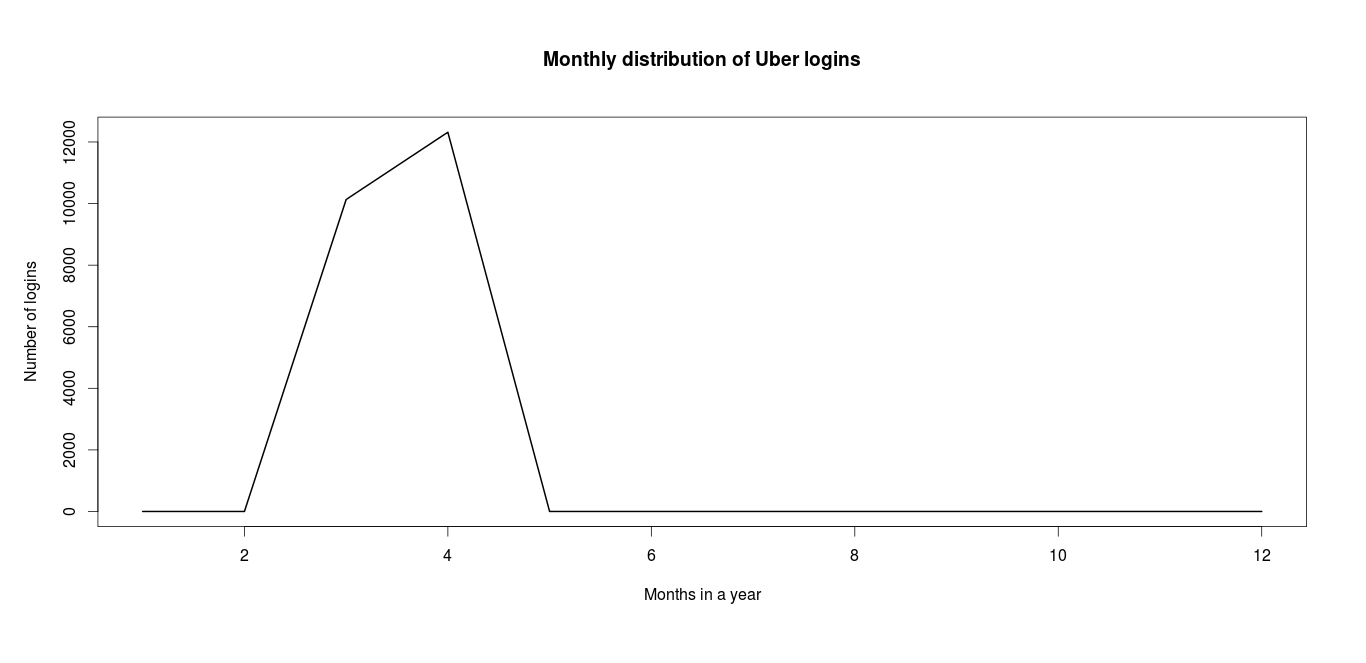 Monthly distribution of Uber logins
Number of logins
12000
10000
8000
6000
4000
2000
0
2 4 6 8 10 12
Months in a year